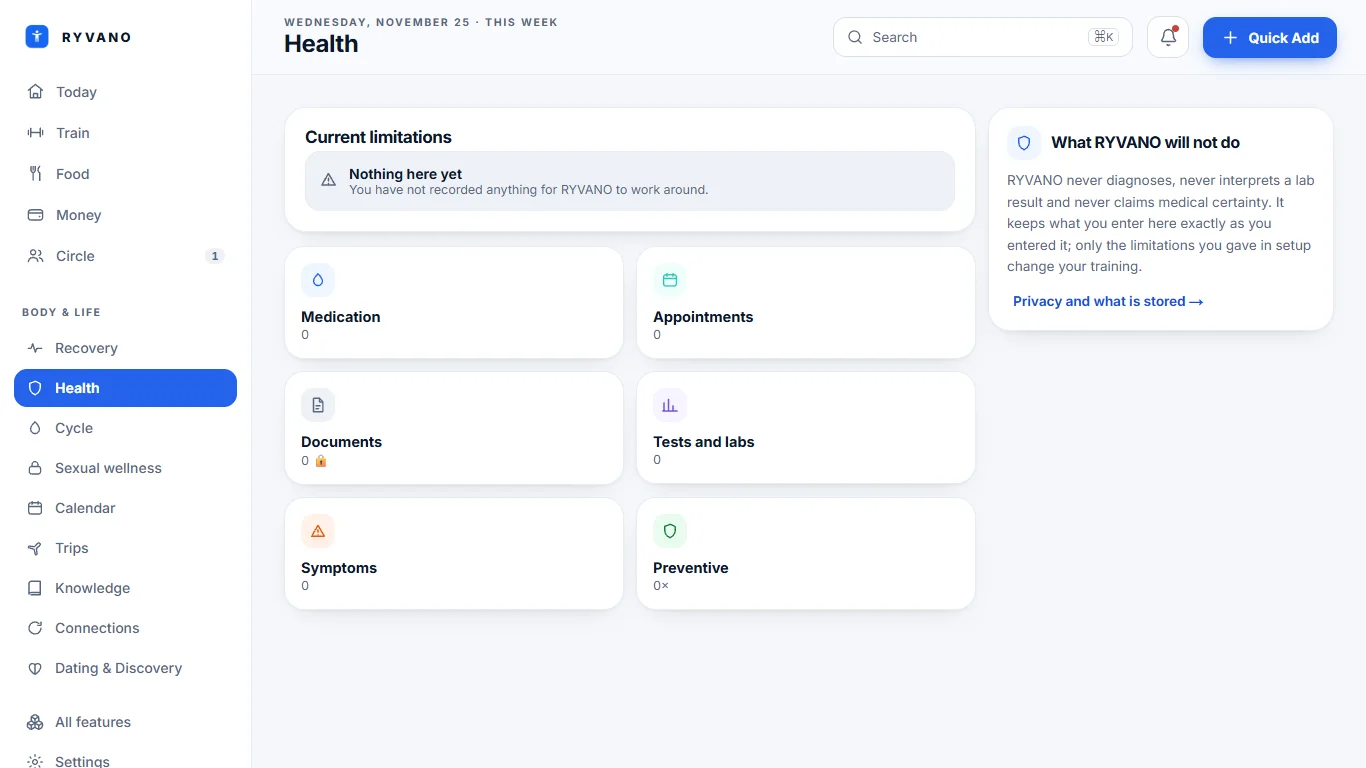 RYVANO
Today
Train
Food
Money
Circle
1
BODY & LIFE
Recovery
Health
Cycle
Sexual wellness
Calendar
Trips
Knowledge
Connections
Dating & Discovery
All features
Settings
WEDNESDAY, NOVEMBER 25 · THIS WEEK
Health
Search
⌘K
Quick Add
Current limitations
Nothing here yet
You have not recorded anything for RYVANO to work around.
Medication
0
Appointments
0
Documents
0 🔒
Tests and labs
0
Symptoms
0
Preventive
0×
What RYVANO will not do
RYVANO never diagnoses, never interprets a lab
result and never claims medical certainty. It
keeps what you enter here exactly as you
entered it; only the limitations you gave in setup
change your training.
Privacy and what is stored →